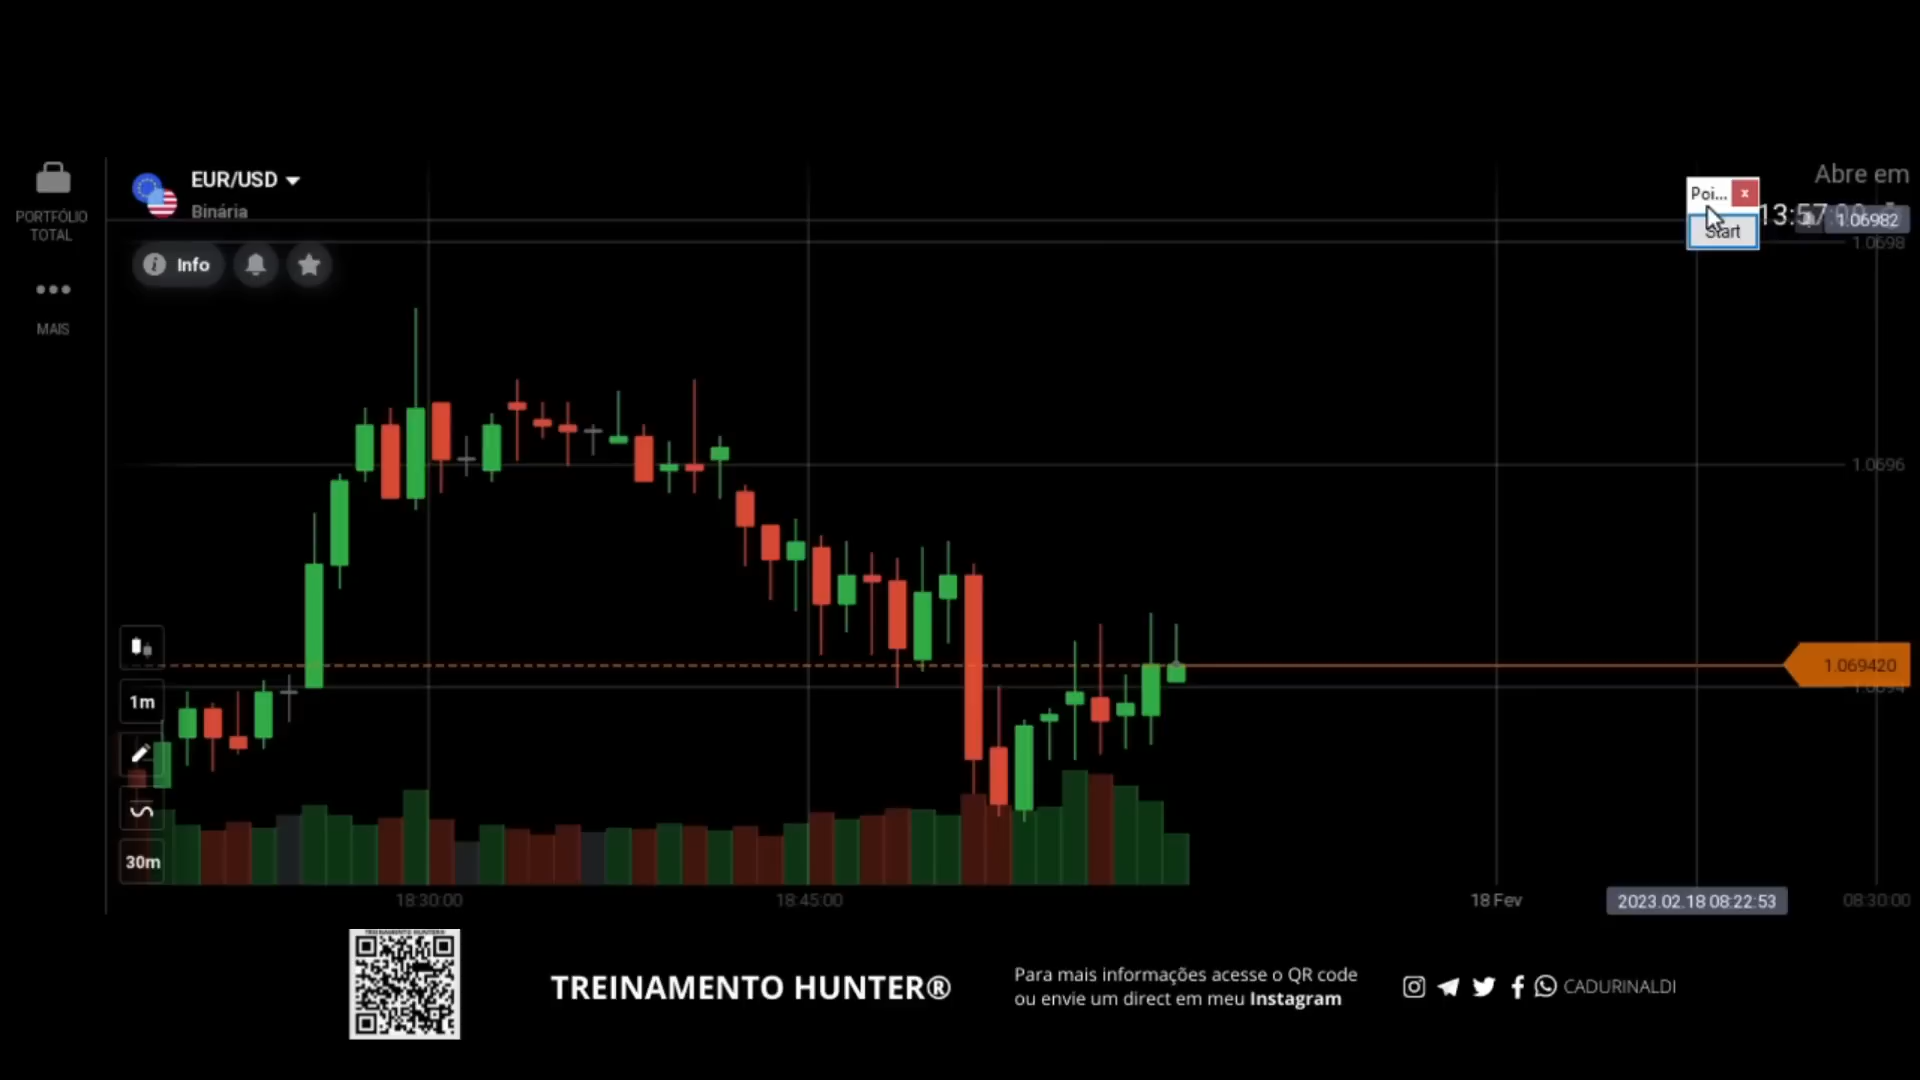 PORTFÓLIO
TOTAL
MAIS
EUR/USD
Binária
Info
Poi...
x
Start
Abre em
1.06982
1.0698
1.0696
1.069420
1m
30m
18:30:00
18:45:00
18 Fev
2023.02.18 08:22:53
08:30:00
TREINAMENTO HUNTER®
Para mais informações acesse o QR code
ou envie um direct em meu Instagram
CADURINALDI